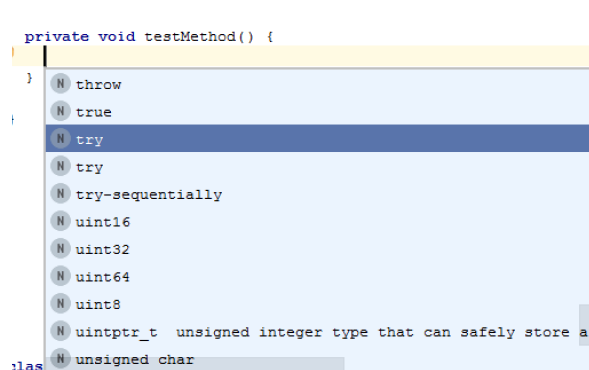 private void testMethod() {
}
N throw
N true
N try
N try
N try-sequentially
N uint16
N uint32
N uint64
N uint8
N uintptr_t unsigned integer type that can safely store a
N unsigned char
clas